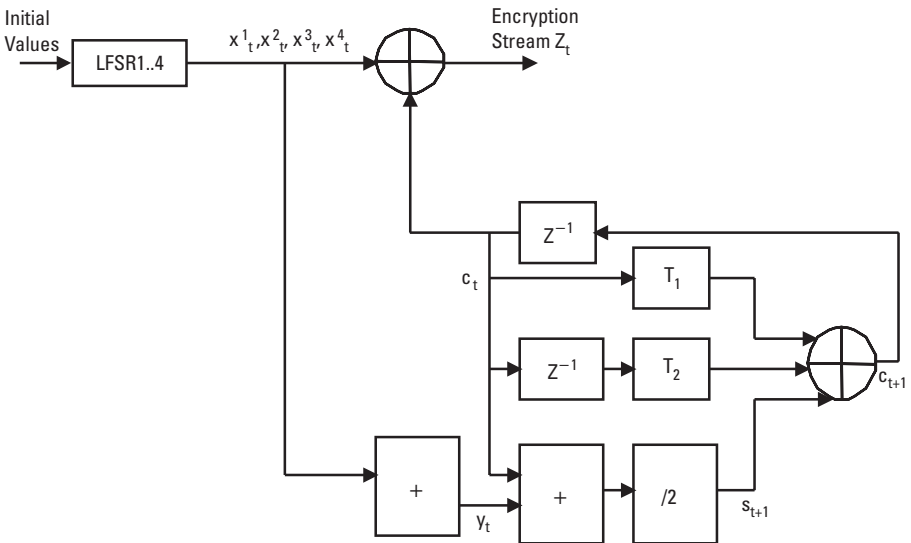 Initial
Values
LFSR1..4
x¹ₜ,x²ₜ, x³ₜ, x⁴ₜ
Encryption
Stream Zₜ
Z⁻¹
cₜ
T₁
Z⁻¹
T₂
cₜ₊₁
+
yₜ
+
/2
sₜ₊₁